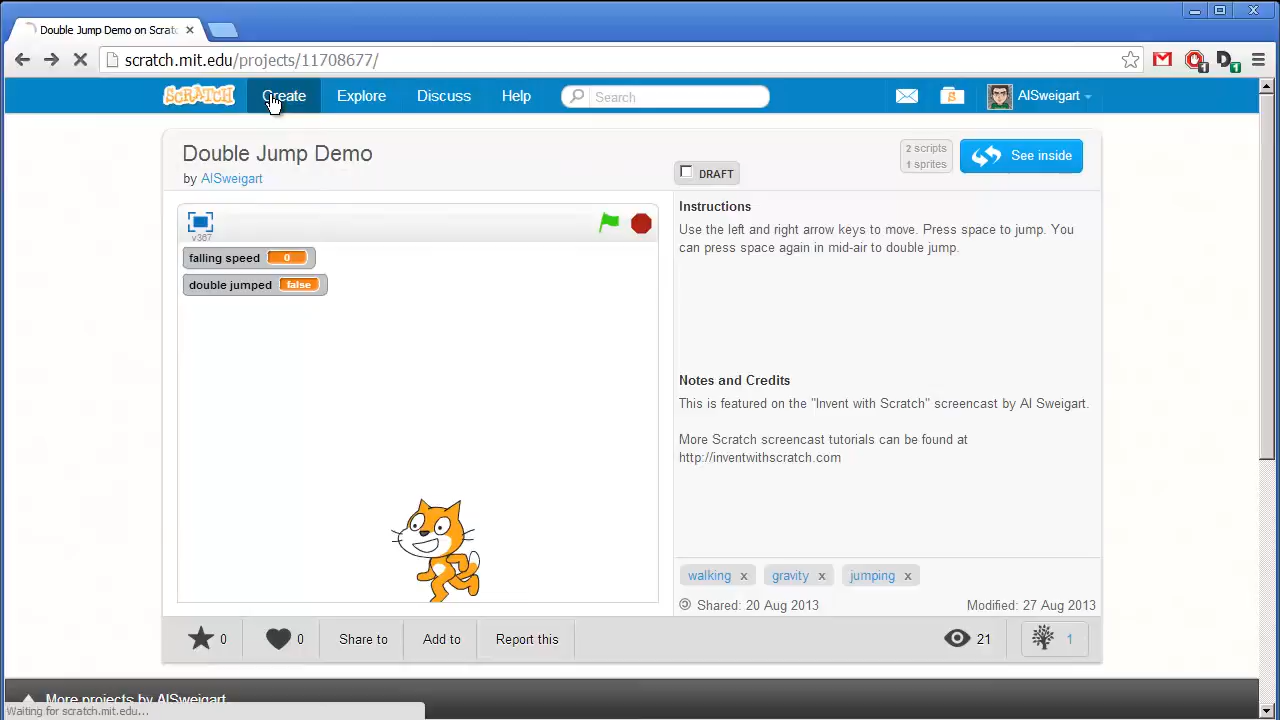 Double Jump Demo on Scratc
scratch.mit.edu/projects/11708677/
1
D 1
SCRATCH Create Explore Discuss Help Search S AlSweigart
Double Jump Demo
by AlSweigart
DRAFT
2 scripts
1 sprites
See inside
v387
falling speed 0
double jumped false
Instructions
Use the left and right arrow keys to move. Press space to jump. You
can press space again in mid-air to double jump.
Notes and Credits
This is featured on the "Invent with Scratch" screencast by Al Sweigart.
More Scratch screencast tutorials can be found at
http://inventwithscratch.com
walking x gravity x jumping x
Shared: 20 Aug 2013 Modified: 27 Aug 2013
0 0 Share to Add to Report this 21 1
More projects by AlSweigart
Waiting for scratch.mit.edu...